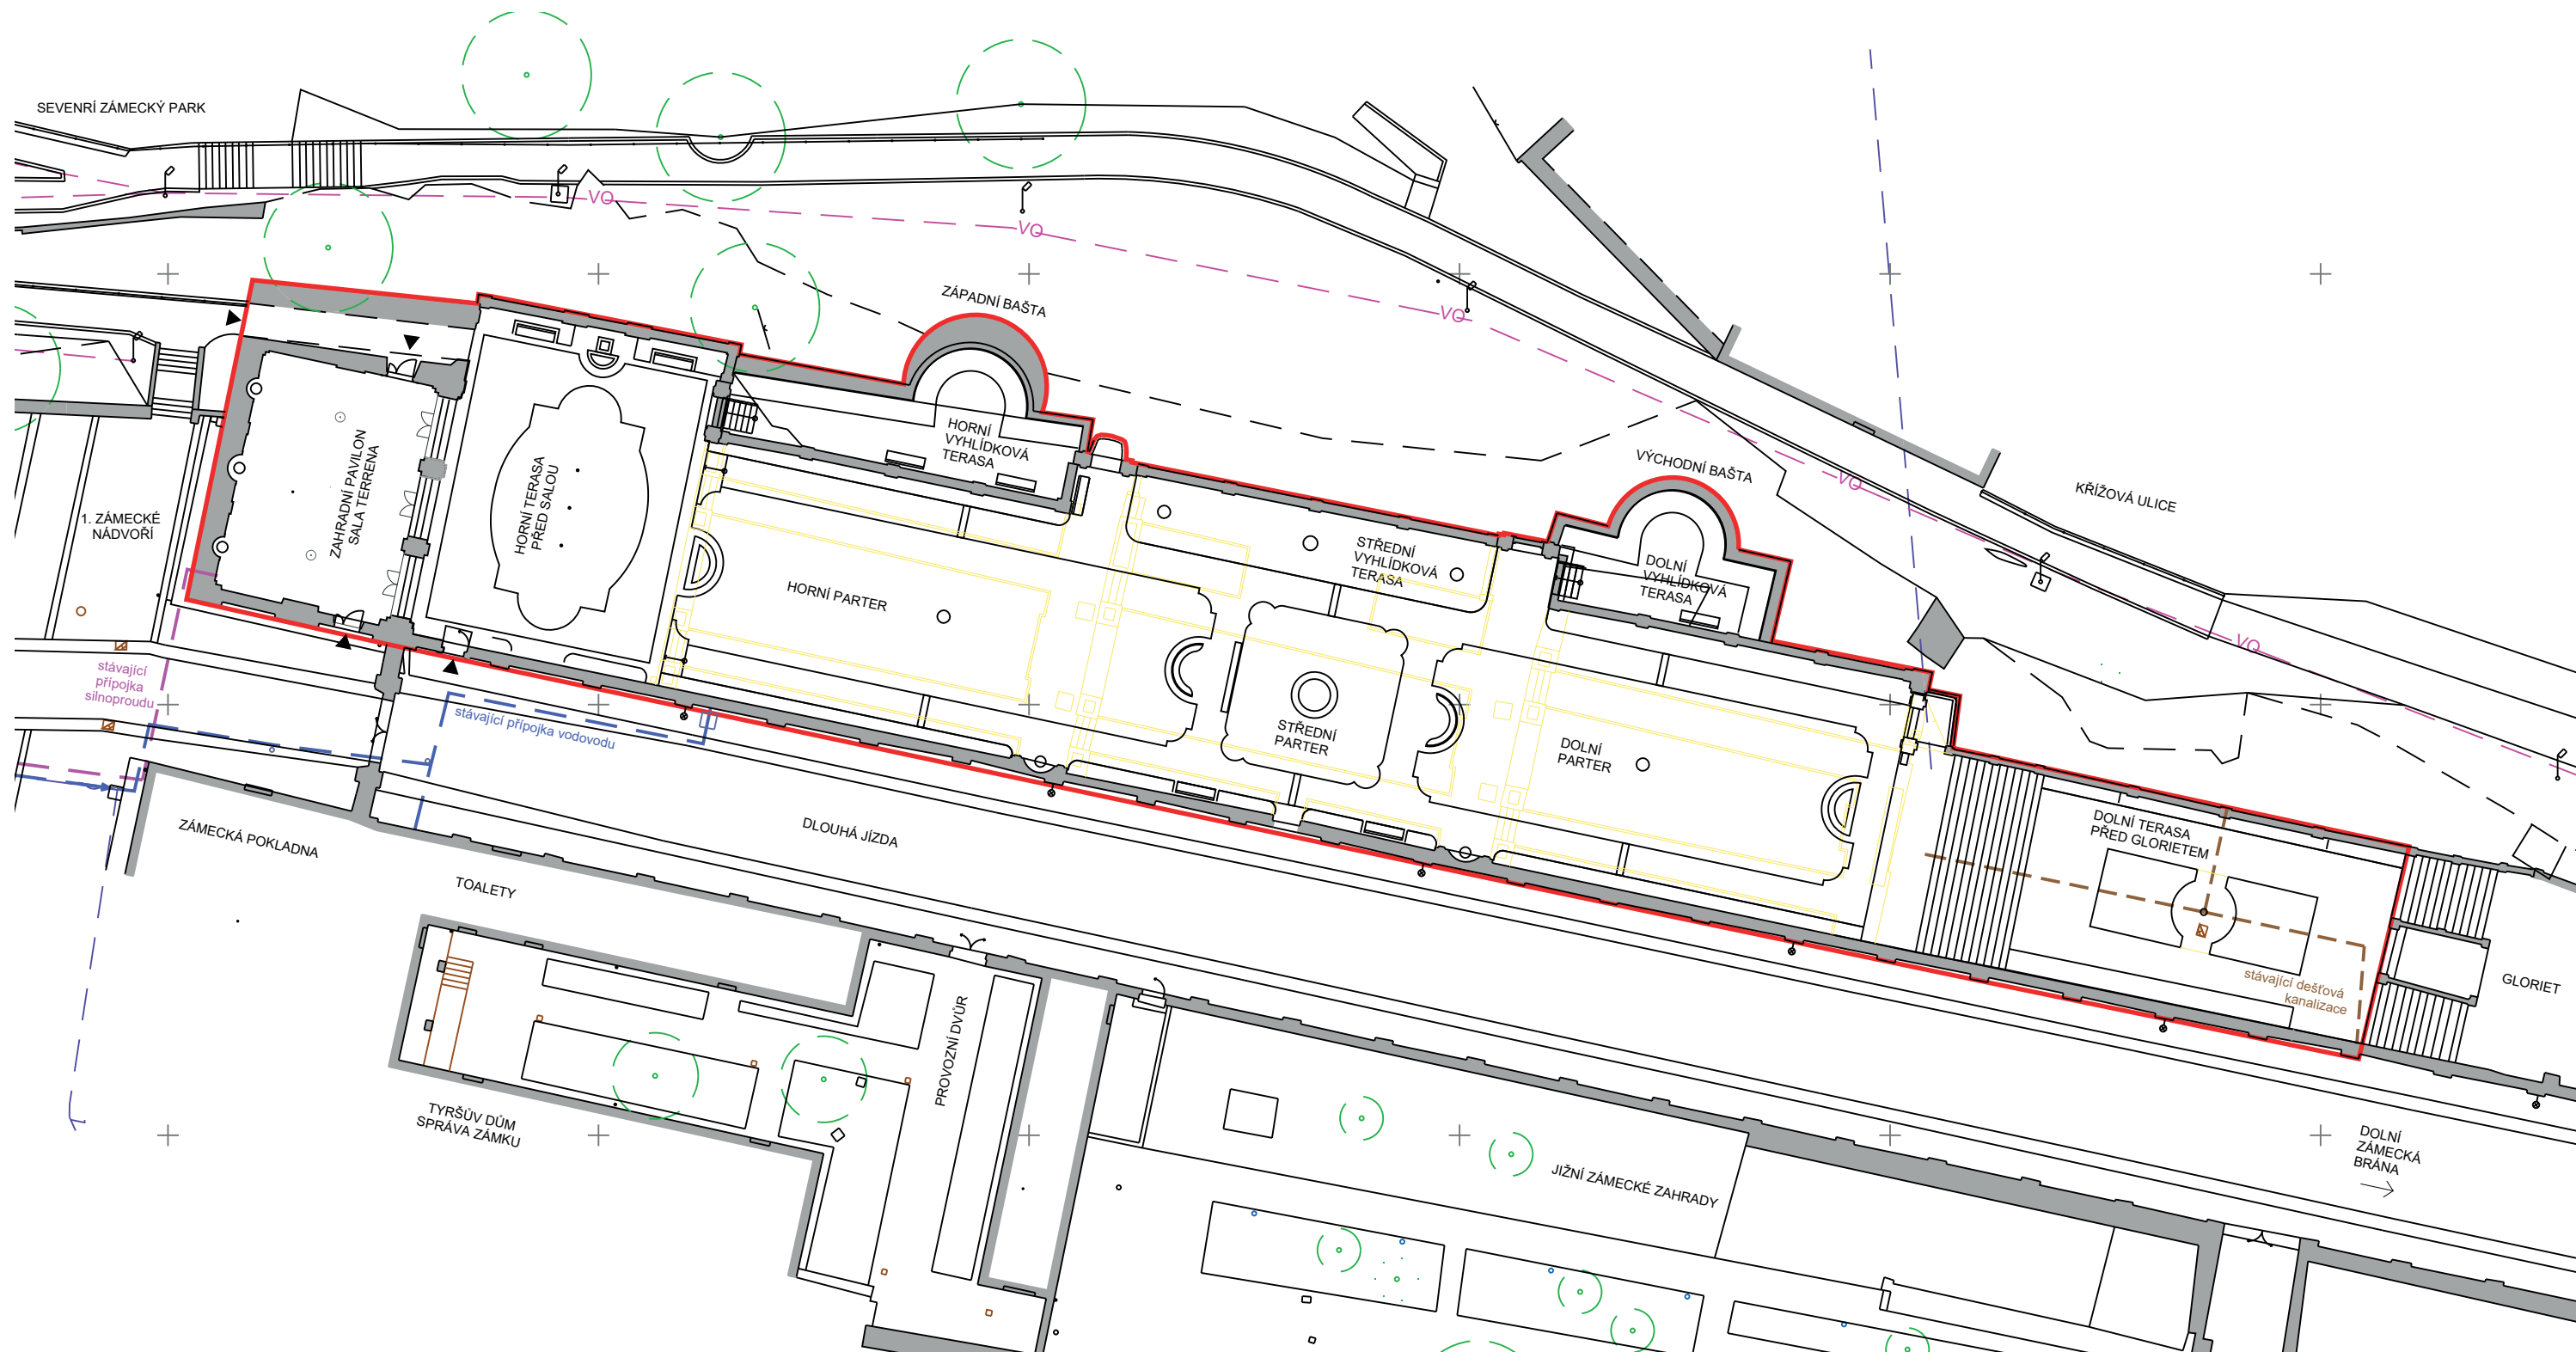 SEVENRÍ ZÁMECKÝ PARK
VO
VO
VO
VO
VO
ZÁPADNÍ BAŠTA
VÝCHODNÍ BAŠTA
KŘÍŽOVÁ ULICE
HORNÍ
VYHLÍDKOVÁ
TERASA
ZAHRADNÍ PAVILON
SALA TERRENA
HORNÍ TERASA
PŘED SALOU
1. ZÁMECKÉ
NÁDVOŘÍ
STŘEDNÍ
VYHLÍDKOVÁ
TERASA
DOLNÍ
VYHLÍDKOVÁ
TERASA
HORNÍ PARTER
STŘEDNÍ
PARTER
DOLNÍ
PARTER
stávající
přípojka
silnoproudu
stávající přípojka vodovodu
ZÁMECKÁ POKLADNA
DLOUHÁ JÍZDA
DOLNÍ TERASA
PŘED GLORIETEM
TOALETY
stávající dešťová
kanalizace
GLORIET
PROVOZNÍ DVŮR
TYRŠŮV DŮM
SPRÁVA ZÁMKU
JIŽNÍ ZÁMECKÉ ZAHRADY
DOLNÍ
ZÁMECKÁ
BRÁNA